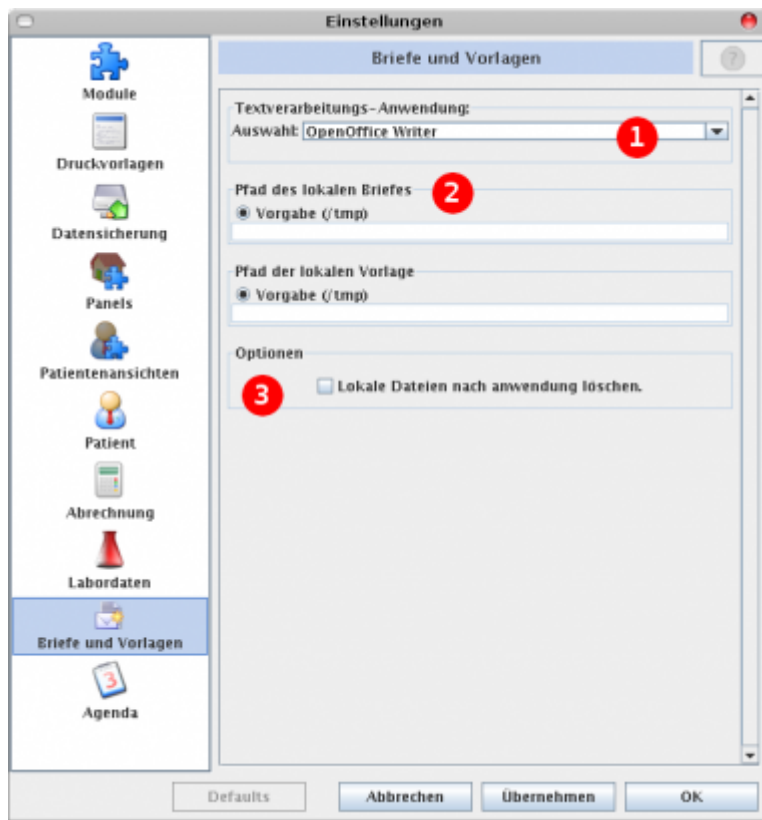 Einstellungen
Module
Druckvorlagen
Datensicherung
Panels
Patientenansichten
Patient
Abrechnung
Labordaten
Briefe und Vorlagen
3
Agenda
Briefe und Vorlagen
?
Textverarbeitungs-Anwendung:
Auswahl: OpenOffice Writer
1
Pfad des lokalen Briefes
2
Vorgabe (/tmp)
Pfad der lokalen Vorlage
Vorgabe (/tmp)
Optionen
3
Lokale Dateien nach anwendung löschen.
Defaults
Abbrechen
Übernehmen
OK